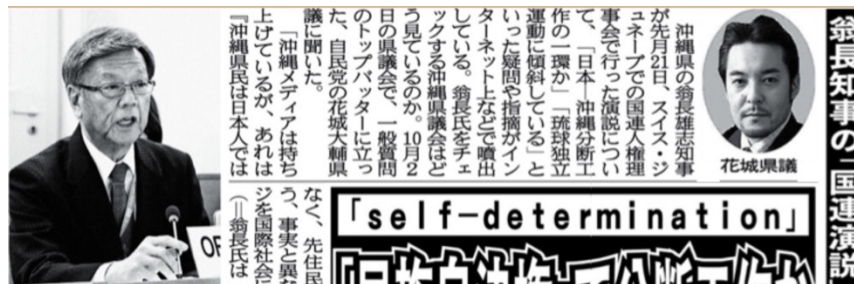 翁長知事の「国連演説
花城県議
沖縄県の翁長雄志知事
が先月21日、スイス・ジ
ュネーブでの国連人権理
事会で行った演説につい
て、「日本―沖縄分断工
作の一環か」「琉球独立
運動に傾斜している」と
いった疑問や指摘がイン
ターネット上などで噴出
している。翁長氏をチェ
ックする沖縄県議会はど
う見ているのか。10月2
日の県議会で、一般質問
のトップバッターに立っ
た、自民党の花城大輔県
議に聞いた。
「沖縄メディアは持ち
上げているが、あれは
『沖縄県民は日本人では
「self−determination」
なく、先住民
う、事実と異な
ジを国際社会に
(＝翁長氏は